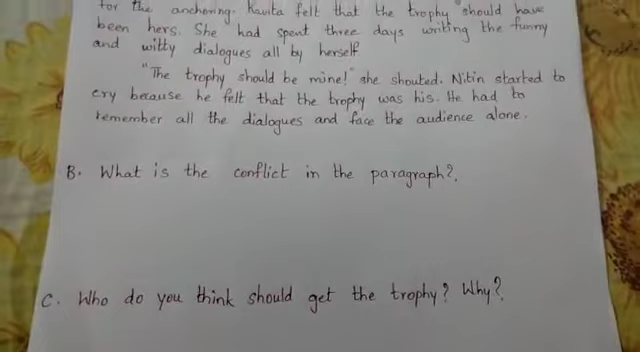 for the anchoring. Kavita felt that the trophy should have
been hers. She had spent three days writing the funny
and witty dialogues all by herself
"The trophy should be mine!" she shouted. Nitin started to
cry because he felt that the trophy was his. He had to
remember all the dialogues and face the audience alone.
B. What is the conflict in the paragraph?.
C. Who do you think should get the trophy? Why?.